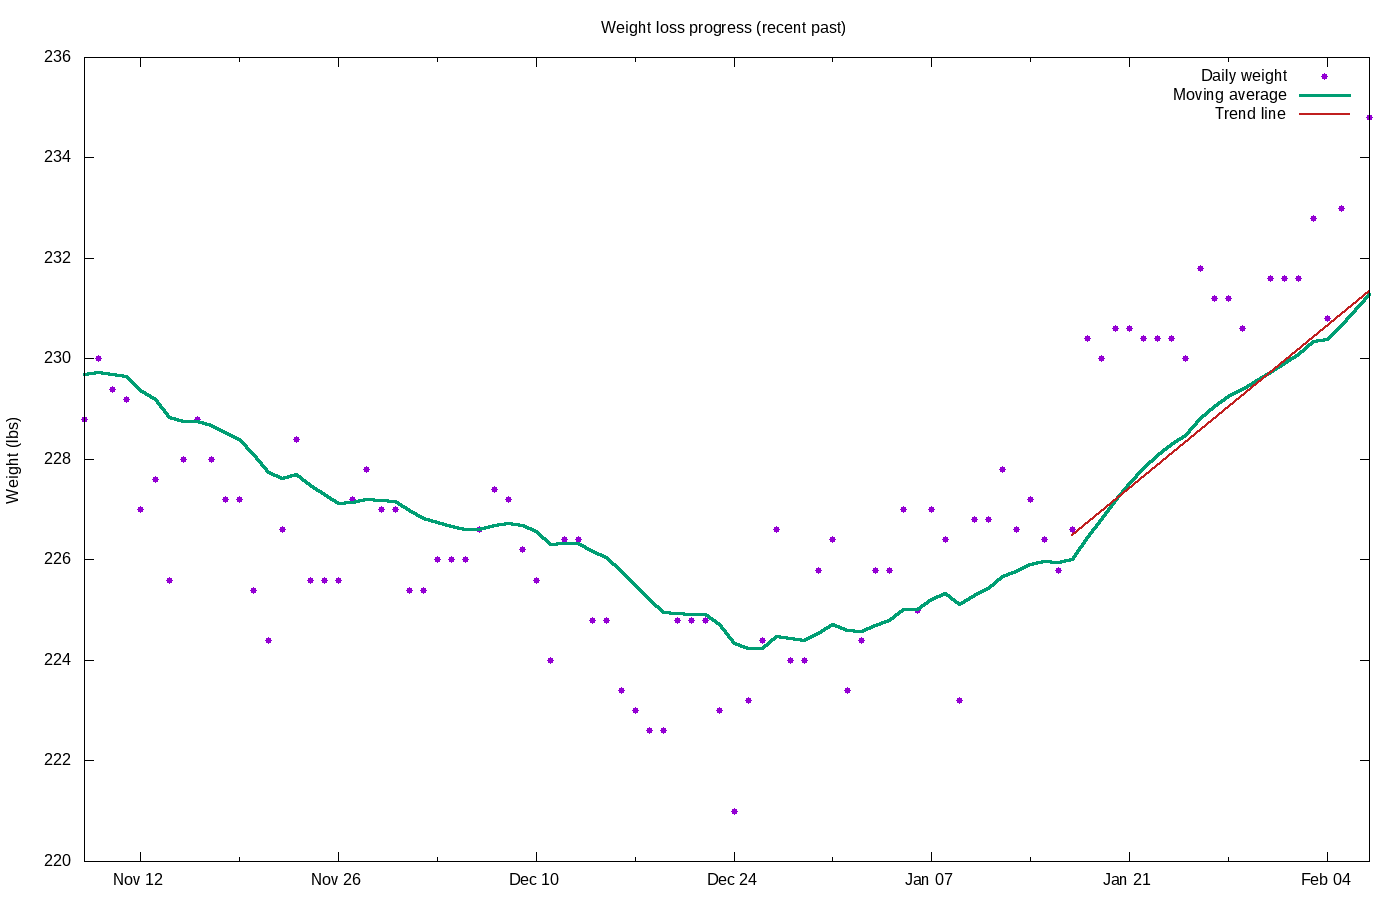 Weight loss progress (recent past)
236
234
232
230
228
226
224
222
220
Weight (lbs)
Daily weight
Moving average
Trend line
Nov 12 Nov 26 Dec 10 Dec 24 Jan 07 Jan 21 Feb 04